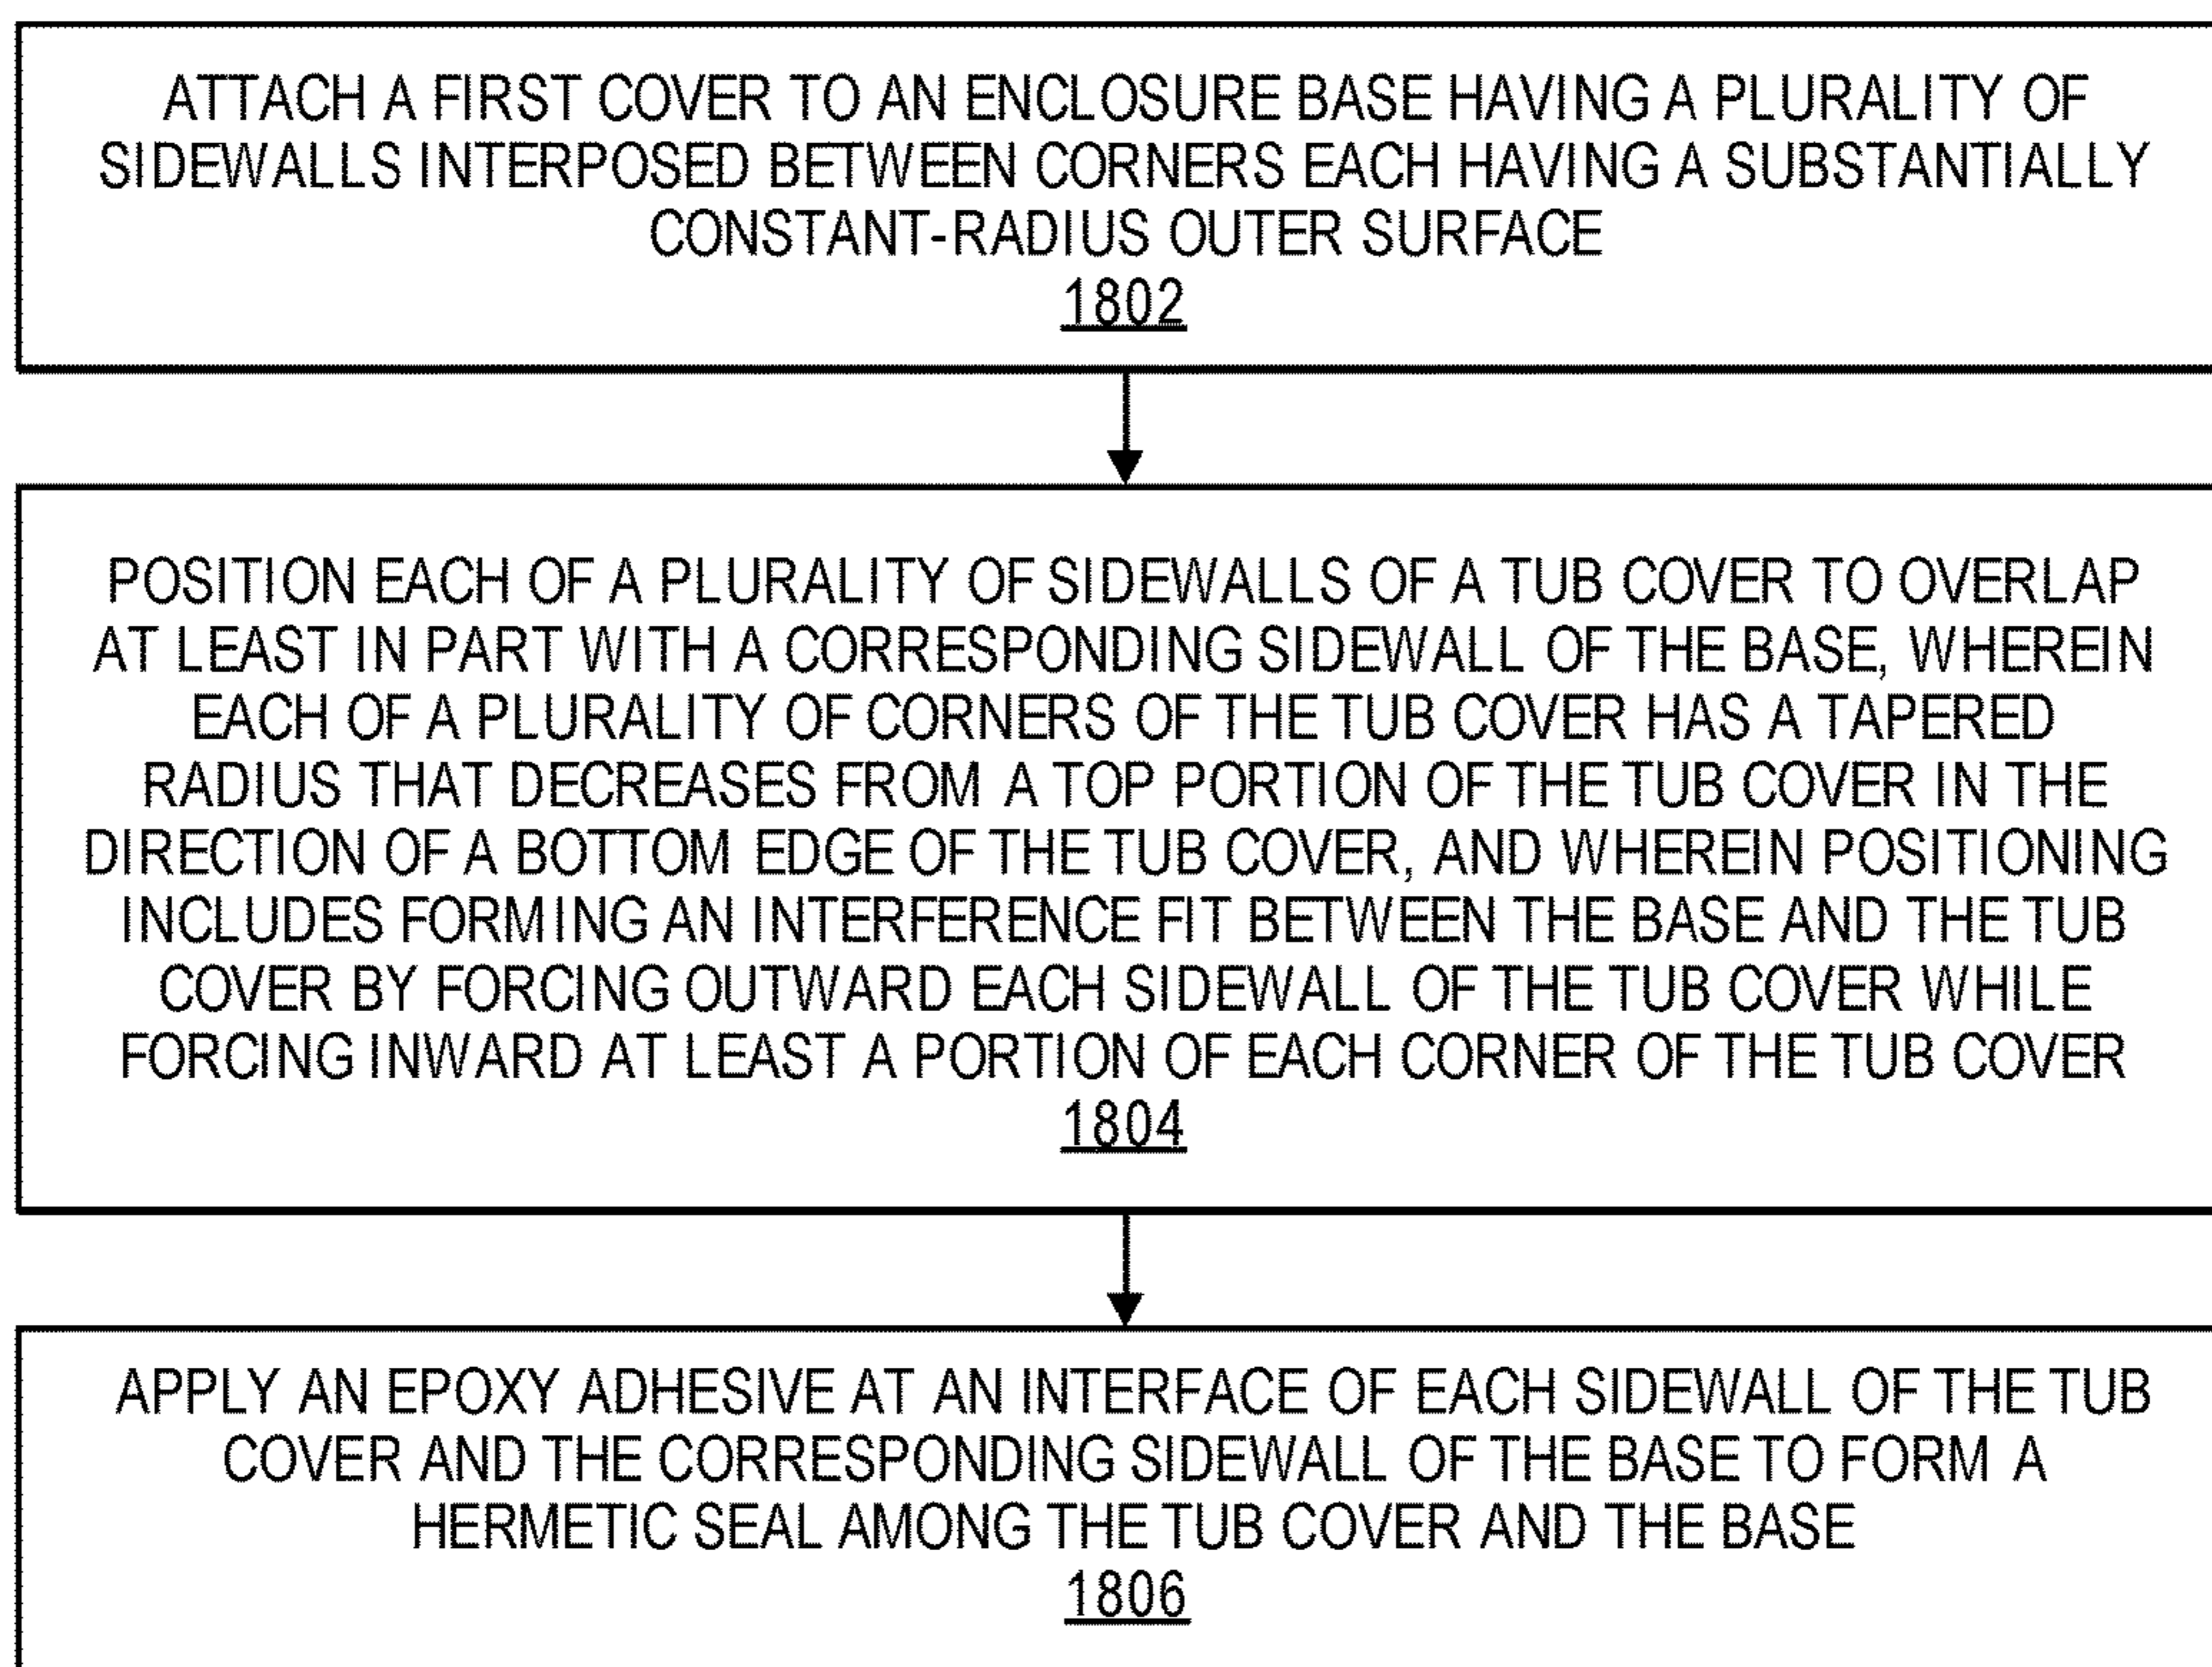 ATTACH A FIRST COVER TO AN ENCLOSURE BASE HAVING A PLURALITY OF
SIDEWALLS INTERPOSED BETWEEN CORNERS EACH HAVING A SUBSTANTIALLY
CONSTANT-RADIUS OUTER SURFACE
1802
POSITION EACH OF A PLURALITY OF SIDEWALLS OF A TUB COVER TO OVERLAP
AT LEAST IN PART WITH A CORRESPONDING SIDEWALL OF THE BASE, WHEREIN
EACH OF A PLURALITY OF CORNERS OF THE TUB COVER HAS A TAPERED
RADIUS THAT DECREASES FROM A TOP PORTION OF THE TUB COVER IN THE
DIRECTION OF A BOTTOM EDGE OF THE TUB COVER, AND WHEREIN POSITIONING
INCLUDES FORMING AN INTERFERENCE FIT BETWEEN THE BASE AND THE TUB
COVER BY FORCING OUTWARD EACH SIDEWALL OF THE TUB COVER WHILE
FORCING INWARD AT LEAST A PORTION OF EACH CORNER OF THE TUB COVER
1804
APPLY AN EPOXY ADHESIVE AT AN INTERFACE OF EACH SIDEWALL OF THE TUB
COVER AND THE CORRESPONDING SIDEWALL OF THE BASE TO FORM A
HERMETIC SEAL AMONG THE TUB COVER AND THE BASE
1806